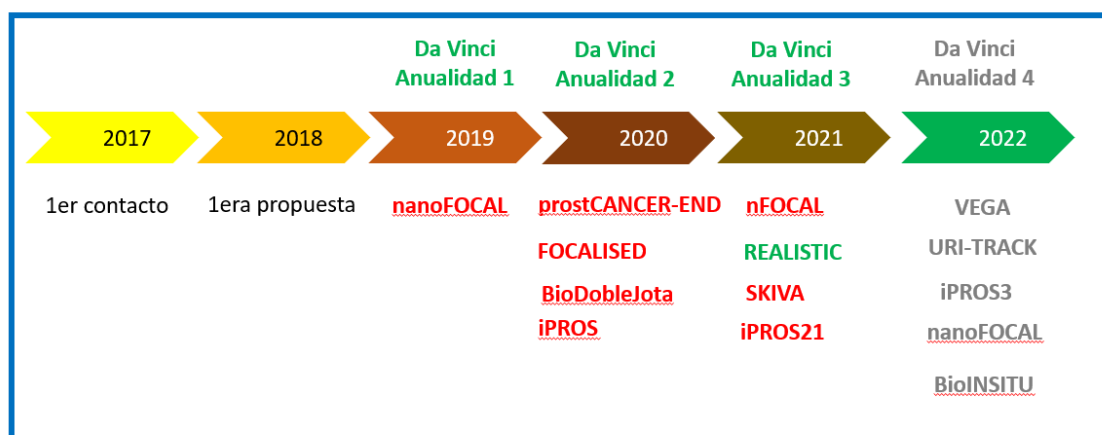 Da Vinci
Anualidad 1
Da Vinci
Anualidad 2
Da Vinci
Anualidad 3
Da Vinci
Anualidad 4
2017
2018
2019
2020
2021
2022
1er contacto
1era propuesta
nanoFOCAL
prostCANCER-END
FOCALISED
BioDobleJota
iPROS
nFOCAL
REALISTIC
SKIVA
iPROS21
VEGA
URI-TRACK
iPROS3
nanoFOCAL
BioINSITU